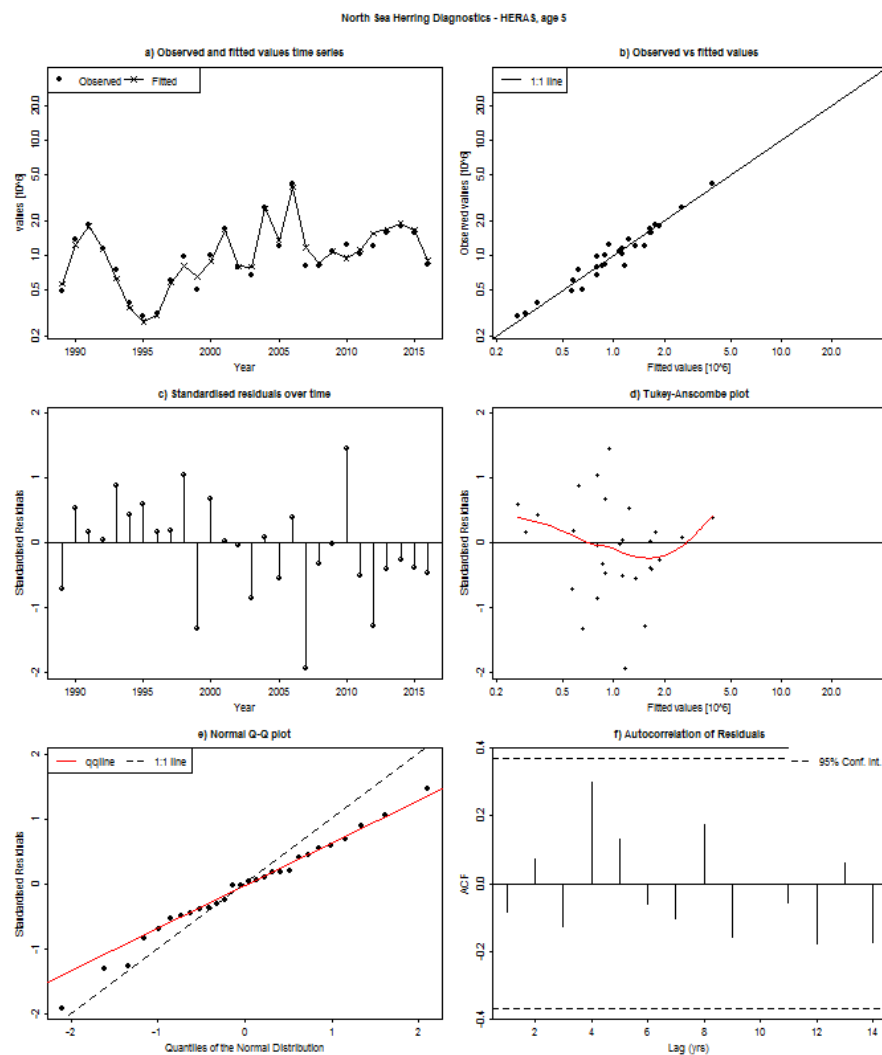 North Sea Herring Diagnostics - HERAS, age 5
a) Observed and fitted values time series
Observed Fitted
values [10^6]
20.0
10.0
5.0
2.0
1.0
0.5
0.2
1990 1995 2000 2005 2010 2015
Year
b) Observed vs fitted values
1:1 line
Observed values [10^6]
20.0
10.0
5.0
2.0
1.0
0.5
0.2
0.2 0.5 1.0 2.0 5.0 10.0 20.0
Fitted values [10^6]
c) Standardised residuals over time
Standardised Residuals
2
1
0
-1
-2
1990 1995 2000 2005 2010 2015
Year
d) Tukey-Anscombe plot
Standardised Residuals
2
1
0
-1
-2
0.2 0.5 1.0 2.0 5.0 10.0 20.0
Fitted values [10^6]
e) Normal Q-Q plot
qqline 1:1 line
Standardised Residuals
2
1
0
-1
-2
-2 -1 0 1 2
Quantiles of the Normal Distribution
f) Autocorrelation of Residuals
95% Conf. Int.
ACF
0.4
0.2
0.0
-0.2
-0.4
2 4 6 8 10 12 14
Lag (yrs)